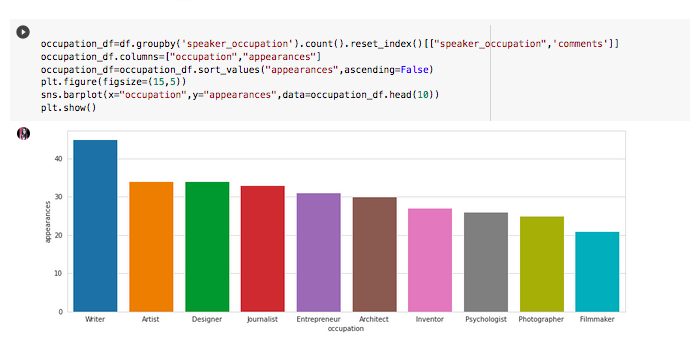 occupation_df=df.groupby('speaker_occupation').count().reset_index()[["speaker_occupation",'comments']]
occupation_df.columns=["occupation","appearances"]
occupation_df=occupation_df.sort_values("appearances",ascending=False)
plt.figure(figsize=(15,5))
sns.barplot(x="occupation",y="appearances",data=occupation_df.head(10))
plt.show()
40
30
20
10
0
appearances
Writer Artist Designer Journalist Entrepreneur Architect Inventor Psychologist Photographer Filmmaker
occupation